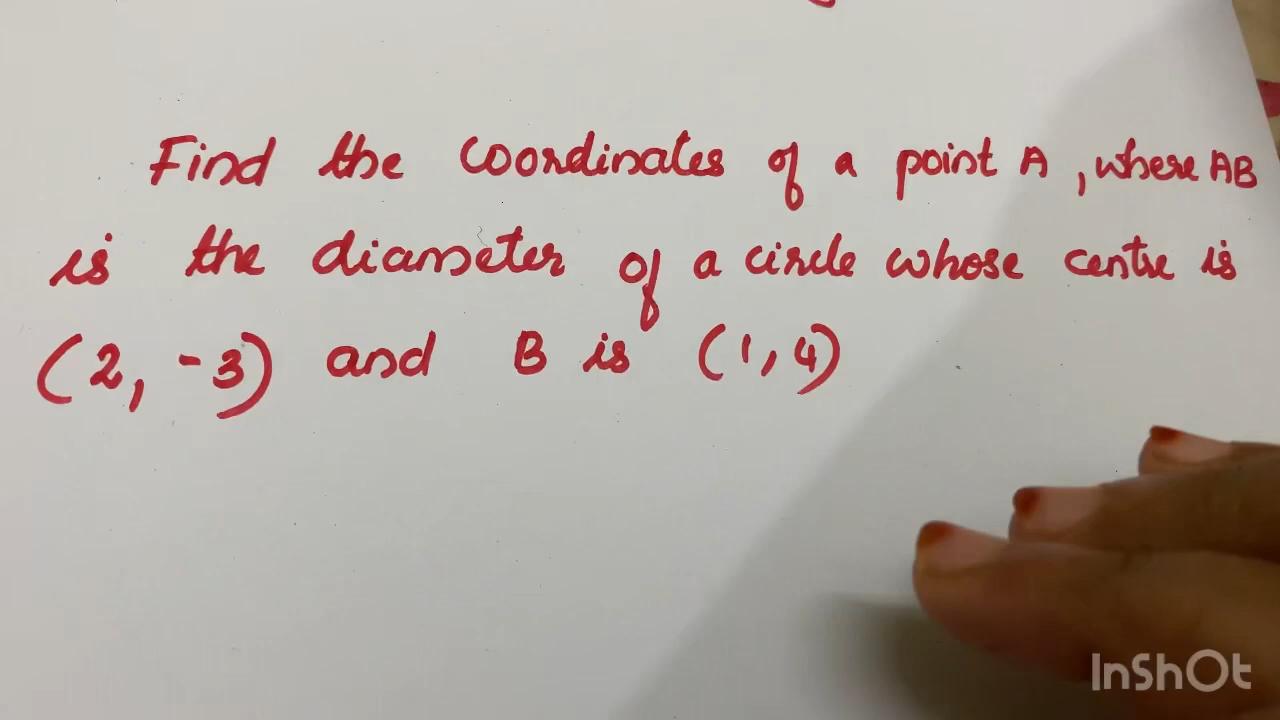 Find the coordinates of a point A, where AB
is the diameter of a circle whose centre is
(2, -3) and B is (1, 4)
InShOt